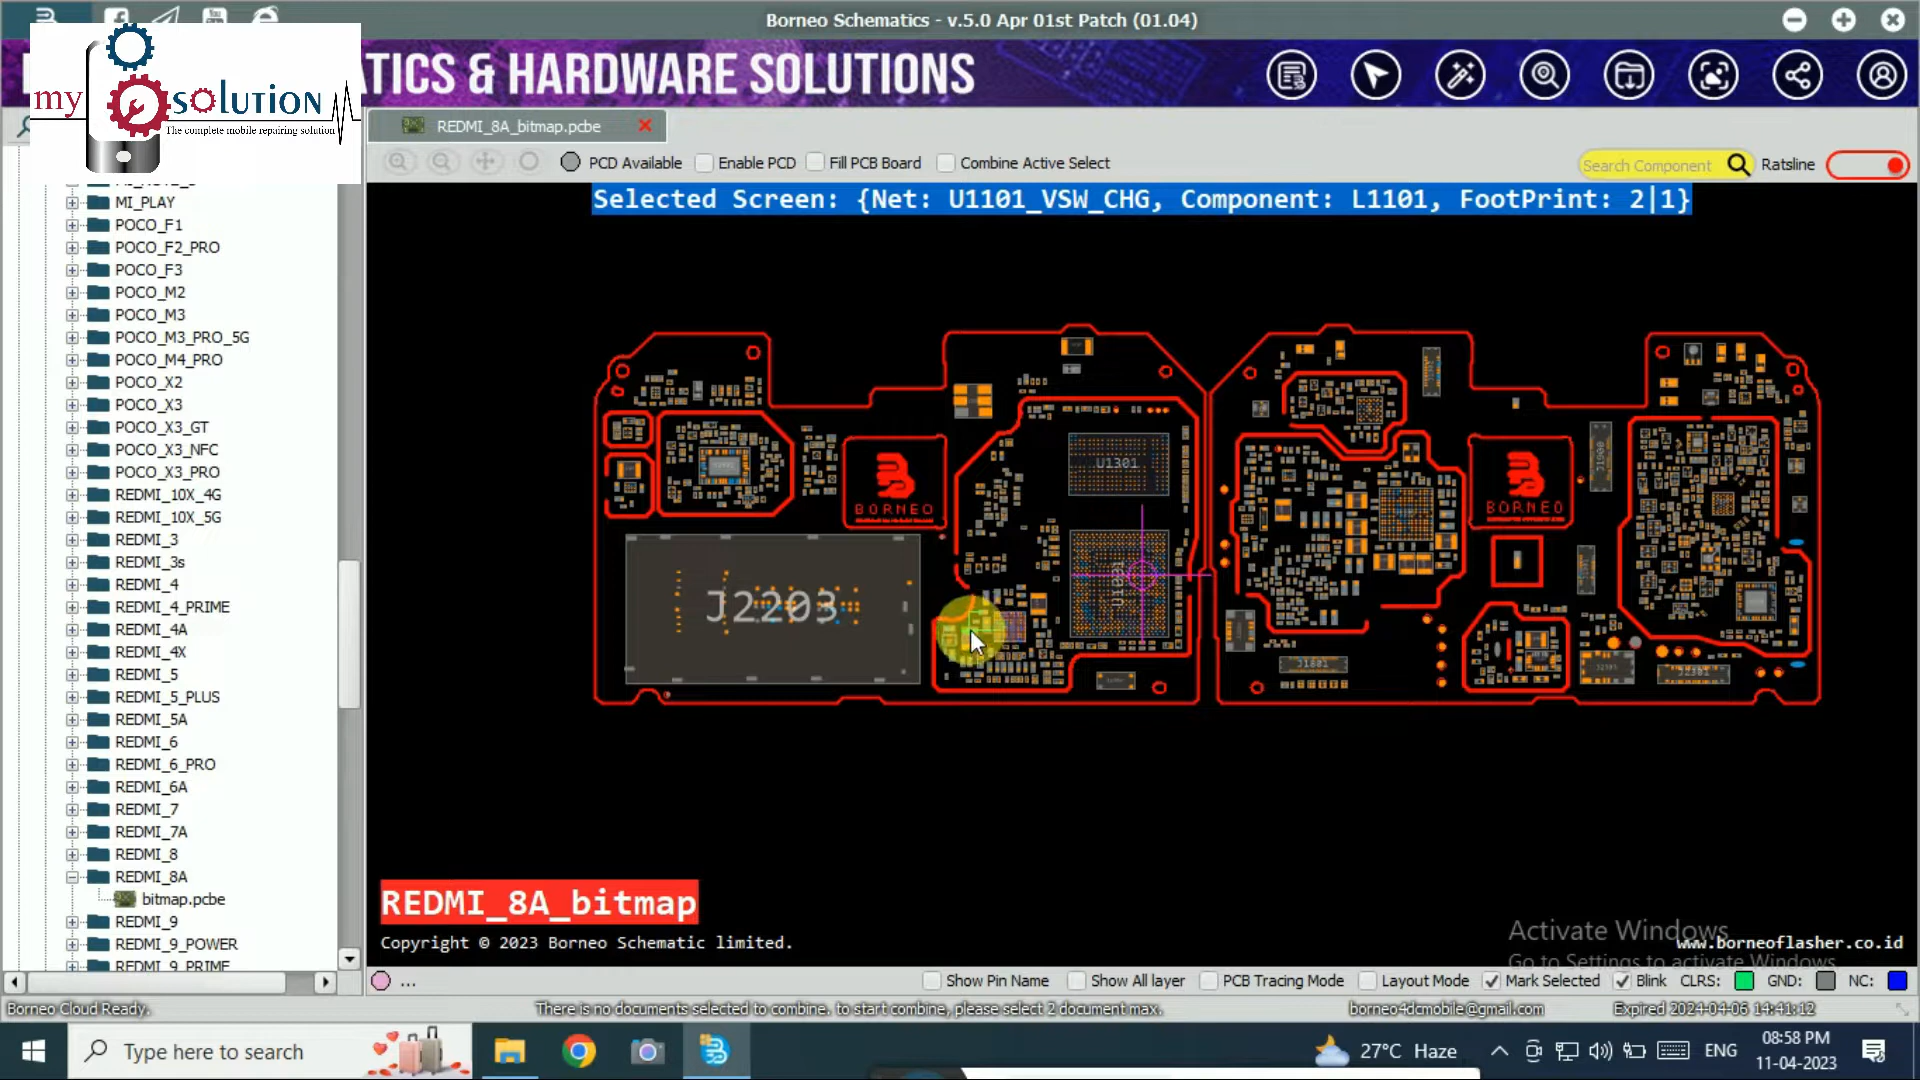 Borneo Schematics - v.5.0 Apr 01st Patch (01.04)
TICS & HARDWARE SOLUTIONS
my solution
The complete mobile repairing solution
REDMI_8A_bitmap.pcbe
PCD Available
Enable PCD
Fill PCB Board
Combine Active Select
Search Component
Ratsline
Selected Screen: {Net: U1101_VSW_CHG, Component: L1101, FootPrint: 2|1}
MI_PLAY
POCO_F1
POCO_F2_PRO
POCO_F3
POCO_M2
POCO_M3
POCO_M3_PRO_5G
POCO_M4_PRO
POCO_X2
POCO_X3
POCO_X3_GT
POCO_X3_NFC
POCO_X3_PRO
REDMI_10X_4G
REDMI_10X_5G
REDMI_3
REDMI_3s
REDMI_4
REDMI_4_PRIME
REDMI_4A
REDMI_4X
REDMI_5
REDMI_5_PLUS
REDMI_5A
REDMI_6
REDMI_6_PRO
REDMI_6A
REDMI_7
REDMI_7A
REDMI_8
REDMI_8A
bitmap.pcbe
REDMI_9
REDMI_9_POWER
REDMI_9_PRIME
U1301
BORNEO
J2203
BORNEO
REDMI_8A_bitmap
Copyright © 2023 Borneo Schematic limited.
Activate Windows
www.borneoflasher.co.id
Go to Settings to activate Windows.
...
Show Pin Name
Show All layer
PCB Tracing Mode
Layout Mode
Mark Selected
Blink
CLRS:
GND:
NC:
Borneo Cloud Ready.
There is no documents selected to combine. to start combine, please select 2 document max.
borneo4dcmobile@gmail.com
Expired 2024-04-06 14:41:12
Type here to search
27°C Haze
ENG
08:58 PM
11-04-2023